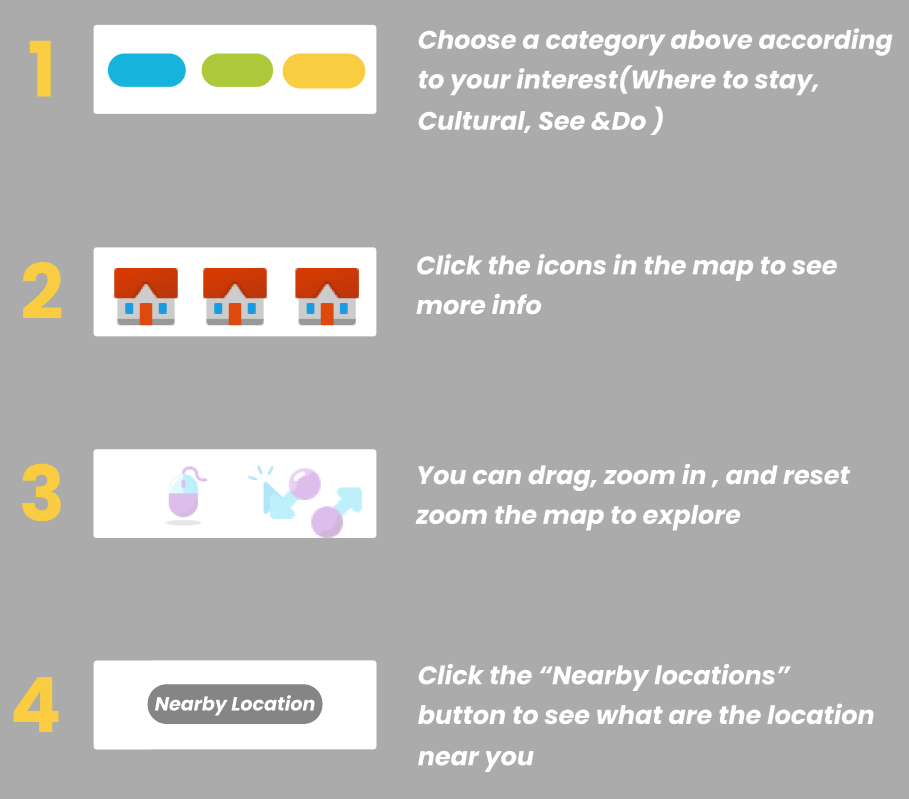 1
Choose a category above according
to your interest(Where to stay,
Cultural, See &Do )
2
Click the icons in the map to see
more info
3
You can drag, zoom in , and reset
zoom the map to explore
4
Nearby Location
Click the “Nearby locations”
button to see what are the location
near you